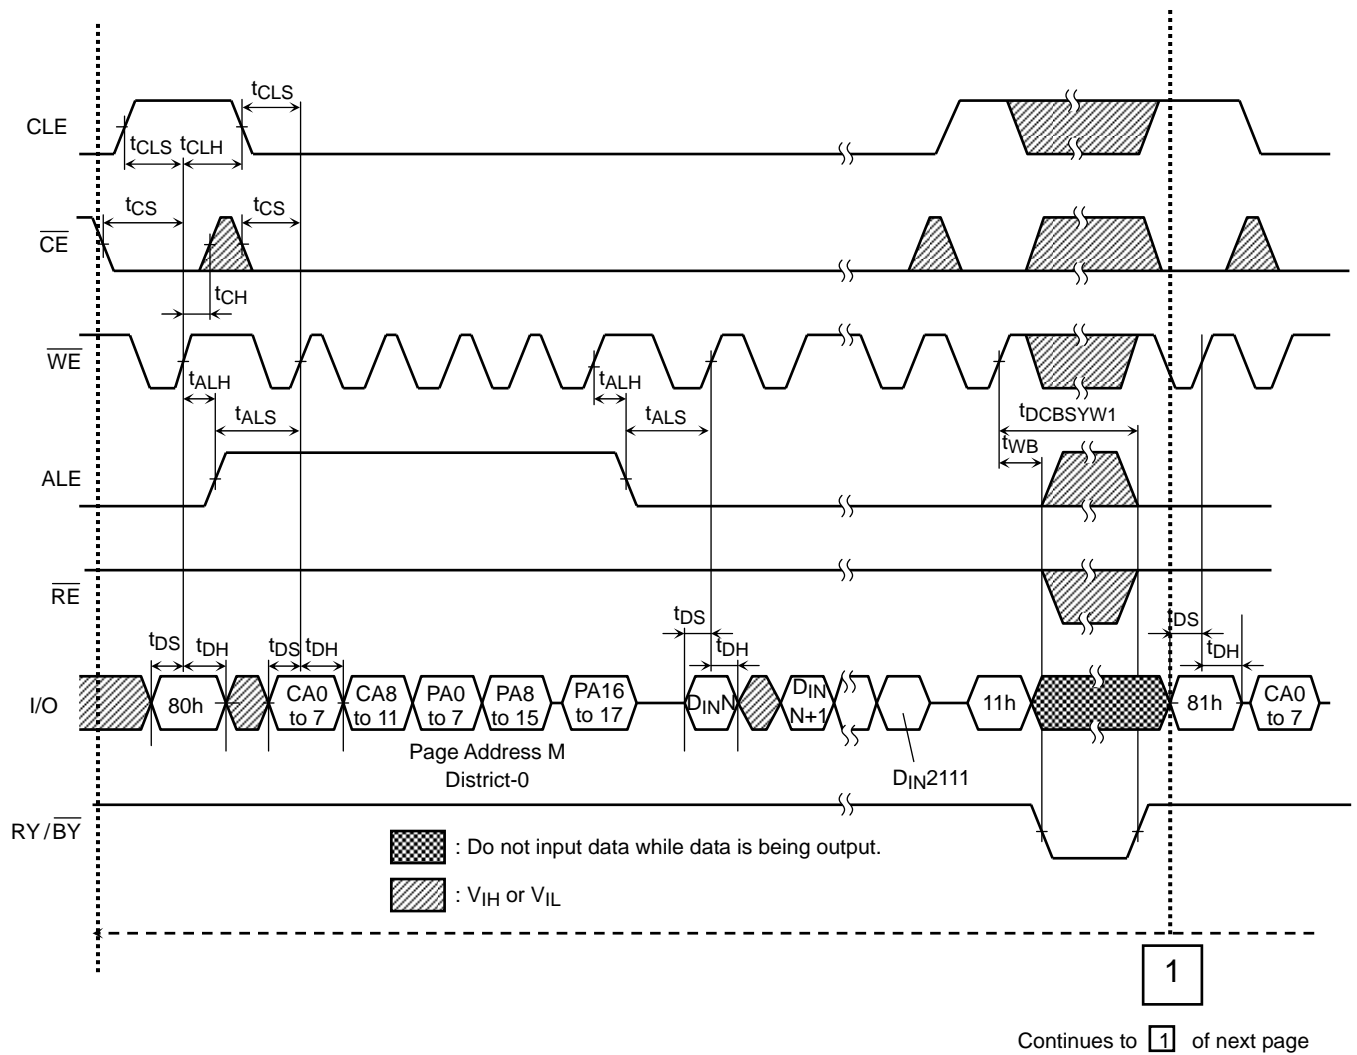 tCLS
CLE
tCLS tCLH
tCS tCS
CE
tCH
WE
tALH tALH
tALS tALS tDCBSYW1
tWB
ALE
RE
tDS tDS
tDS tDH tDS tDH tDH tDH
I/O
80h
CA0 to 7
CA8 to 11
PA0 to 7
PA8 to 15
PA16 to 17
DINN
DIN N+1
11h
81h
CA0 to 7
Page Address M
District-0
DIN2111
RY/BY
: Do not input data while data is being output.
: VIH or VIL
1
Continues to 1 of next page